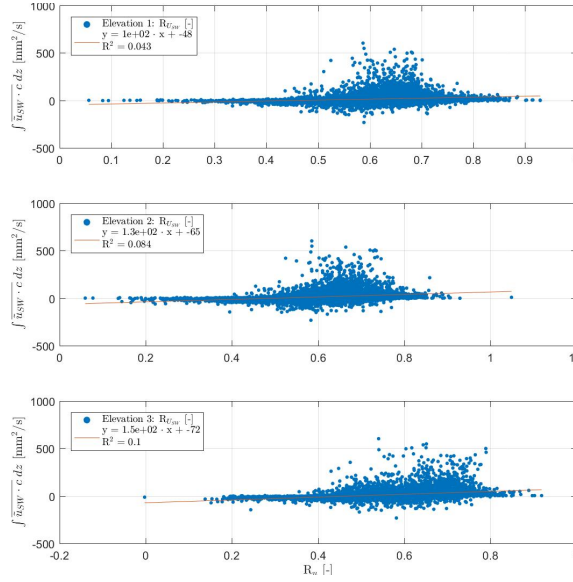 1000
500
0
-500
∫ \overline{ũ_{SW} · c} dz [mm²/s]
Elevation 1: R_{U_{SW}} [-]
y = 1e+02 · x + -48
R² = 0.043
0 0.1 0.2 0.3 0.4 0.5 0.6 0.7 0.8 0.9
1000
500
0
-500
∫ \overline{ũ_{SW} · c} dz [mm²/s]
Elevation 2: R_{U_{SW}} [-]
y = 1.3e+02 · x + -65
R² = 0.084
0 0.2 0.4 0.6 0.8 1
1000
500
0
-500
∫ \overline{ũ_{SW} · c} dz [mm²/s]
Elevation 3: R_{U_{SW}} [-]
y = 1.5e+02 · x + -72
R² = 0.1
-0.2 0 0.2 0.4 0.6 0.8
R_u [-]